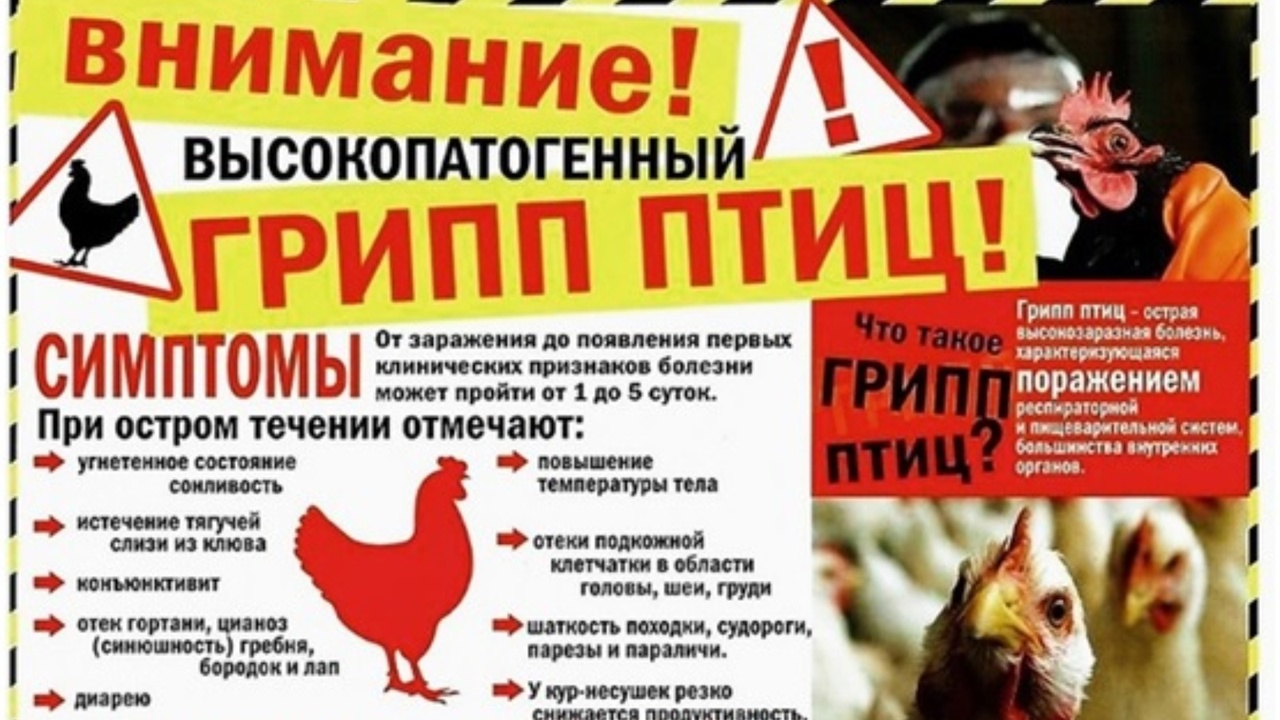 внимание!
ВЫСОКОПАТОГЕННЫЙ
ГРИПП ПТИЦ!
СИМПТОМЫ
От заражения до появления первых
клинических признаков болезни
может пройти от 1 до 5 суток.
При остром течении отмечают:
угнетенное состояние
сонливость
истечение тягучей
слизи из клюва
конъюнктивит
отек гортани, цианоз
(синюшность) гребня,
бородок и лап
диарею
повышение
температуры тела
отеки подкожной
клетчатки в области
головы, шеи, груди
шаткость походки, судороги,
парезы и параличи.
У кур-несушек резко
снижается продуктивность.
Что такое
ГРИПП
ПТИЦ?
Грипп птиц – острая
высокозаразная болезнь,
характеризующаяся
поражением
респираторной
и пищеварительной систем,
большинства внутренних
органов.